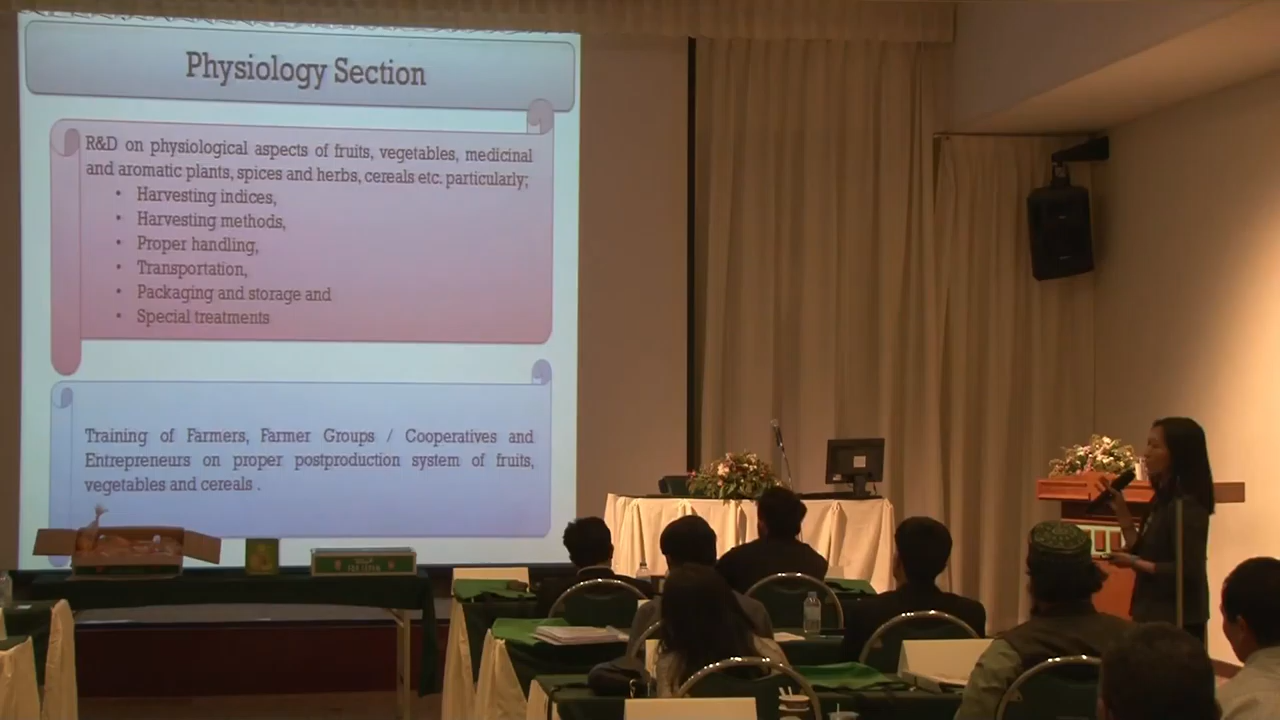 Physiology Section
R&D on physiological aspects of fruits, vegetables, medicinal
and aromatic plants, spices and herbs, cereals etc. particularly;
• Harvesting indices,
• Harvesting methods,
• Proper handling,
• Transportation,
• Packaging and storage and
• Special treatments
Training of Farmers, Farmer Groups / Cooperatives and
Entrepreneurs on proper postproduction system of fruits,
vegetables and cereals .